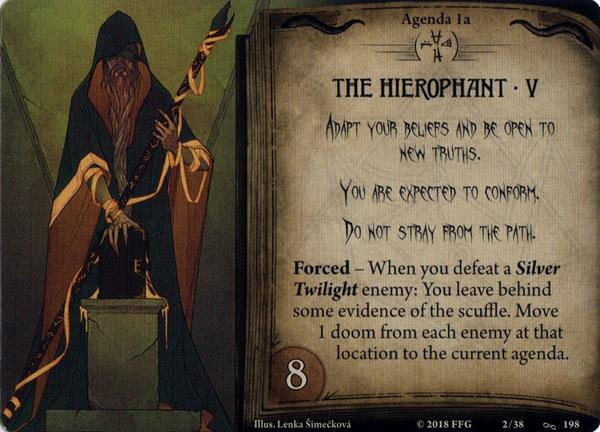 Agenda 1a
THE HIEROPHANT · V
ADAPT YOUR BELIEFS AND BE OPEN TO
NEW TRUTHS.
YOU ARE EXPECTED TO CONFORM.
DO NOT STRAY FROM THE PATH.
Forced – When you defeat a Silver
Twilight enemy: You leave behind
some evidence of the scuffle. Move
1 doom from each enemy at that
location to the current agenda.
8
Illus. Lenka Šimečková © 2018 FFG 2/38 198